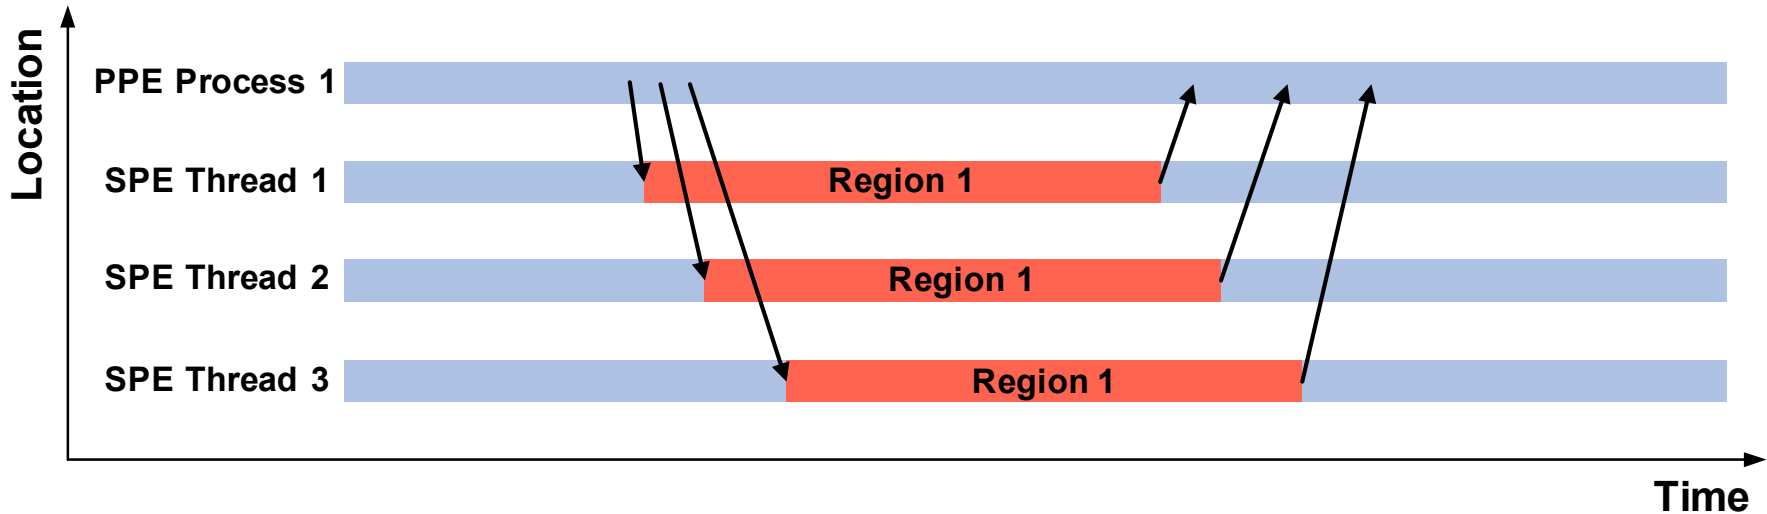 Location
PPE Process 1
SPE Thread 1
Region 1
SPE Thread 2
Region 1
SPE Thread 3
Region 1
Time